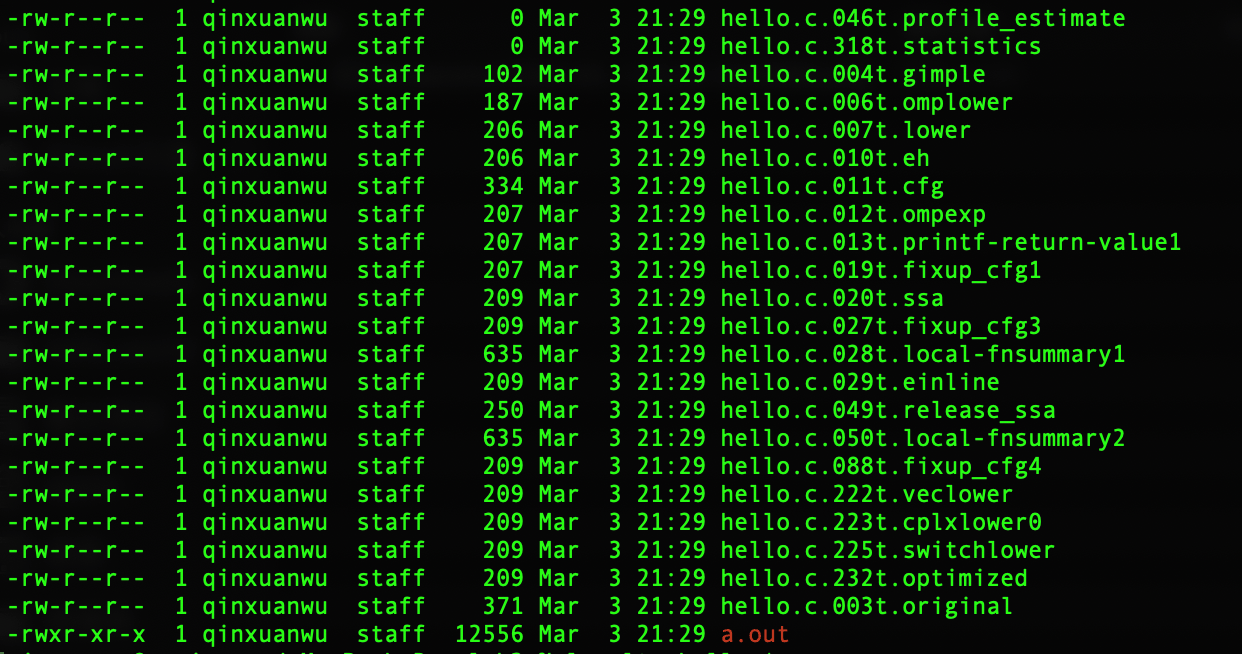 -rw-r--r-- 1 qinxuanwu staff 0 Mar 3 21:29 hello.c.046t.profile_estimate
-rw-r--r-- 1 qinxuanwu staff 0 Mar 3 21:29 hello.c.318t.statistics
-rw-r--r-- 1 qinxuanwu staff 102 Mar 3 21:29 hello.c.004t.gimple
-rw-r--r-- 1 qinxuanwu staff 187 Mar 3 21:29 hello.c.006t.omplower
-rw-r--r-- 1 qinxuanwu staff 206 Mar 3 21:29 hello.c.007t.lower
-rw-r--r-- 1 qinxuanwu staff 206 Mar 3 21:29 hello.c.010t.eh
-rw-r--r-- 1 qinxuanwu staff 334 Mar 3 21:29 hello.c.011t.cfg
-rw-r--r-- 1 qinxuanwu staff 207 Mar 3 21:29 hello.c.012t.ompexp
-rw-r--r-- 1 qinxuanwu staff 207 Mar 3 21:29 hello.c.013t.printf-return-value1
-rw-r--r-- 1 qinxuanwu staff 207 Mar 3 21:29 hello.c.019t.fixup_cfg1
-rw-r--r-- 1 qinxuanwu staff 209 Mar 3 21:29 hello.c.020t.ssa
-rw-r--r-- 1 qinxuanwu staff 209 Mar 3 21:29 hello.c.027t.fixup_cfg3
-rw-r--r-- 1 qinxuanwu staff 635 Mar 3 21:29 hello.c.028t.local-fnsummary1
-rw-r--r-- 1 qinxuanwu staff 209 Mar 3 21:29 hello.c.029t.einline
-rw-r--r-- 1 qinxuanwu staff 250 Mar 3 21:29 hello.c.049t.release_ssa
-rw-r--r-- 1 qinxuanwu staff 635 Mar 3 21:29 hello.c.050t.local-fnsummary2
-rw-r--r-- 1 qinxuanwu staff 209 Mar 3 21:29 hello.c.088t.fixup_cfg4
-rw-r--r-- 1 qinxuanwu staff 209 Mar 3 21:29 hello.c.222t.veclower
-rw-r--r-- 1 qinxuanwu staff 209 Mar 3 21:29 hello.c.223t.cplxlower0
-rw-r--r-- 1 qinxuanwu staff 209 Mar 3 21:29 hello.c.225t.switchlower
-rw-r--r-- 1 qinxuanwu staff 209 Mar 3 21:29 hello.c.232t.optimized
-rw-r--r-- 1 qinxuanwu staff 371 Mar 3 21:29 hello.c.003t.original
-rwxr-xr-x 1 qinxuanwu staff 12556 Mar 3 21:29 a.out